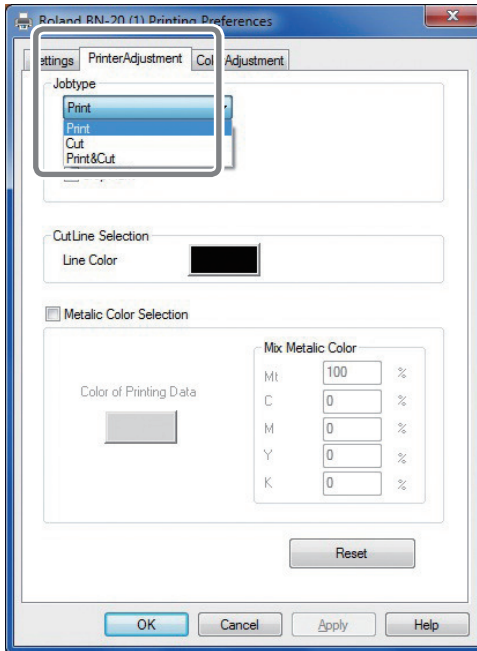 Roland BN-20 (1) Printing Preferences
ettings PrinterAdjustment Col Adjustment
Jobtype
Print
Print
Cut
Print&Cut
CutLine Selection
Line Color
Metalic Color Selection
Mix Metalic Color
Mt 100 %
Color of Printing Data
C 0 %
M 0 %
Y 0 %
K 0 %
Reset
OK Cancel Apply Help